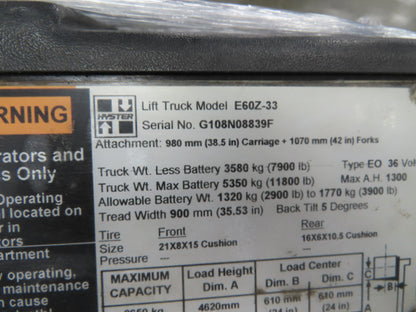 HYSTER
Lift Truck Model E60Z-33
Serial No. G108N08839F
Attachment: 980 mm (38.5 in) Carriage + 1070 mm (42 in) Forks
Truck Wt. Less Battery 3580 kg (7900 lb) Type EO 36 Vol
Truck Wt. Max Battery 5350 kg (11800 lb) Max A.H. 1300
Allowable Battery Wt. 1320 kg (2900 lb) to 1770 kg (3900 lb)
Tread Width 900 mm (35.53 in) Back Tilt 5 Degrees
Tire Front Rear
Size 21X8X15 Cushion 16X6X10.5 Cushion
Pressure --- ---
MAXIMUM CAPACITY
Load Height Dim. A
Load Center
Dim. B Dim. C
4620mm 610 mm 610 mm
(24 in) (24 in)
C
B
A
RNING
rators and
s Only
Operating
l located on
r in
tors
partment
y operating,
in maintain
n cause